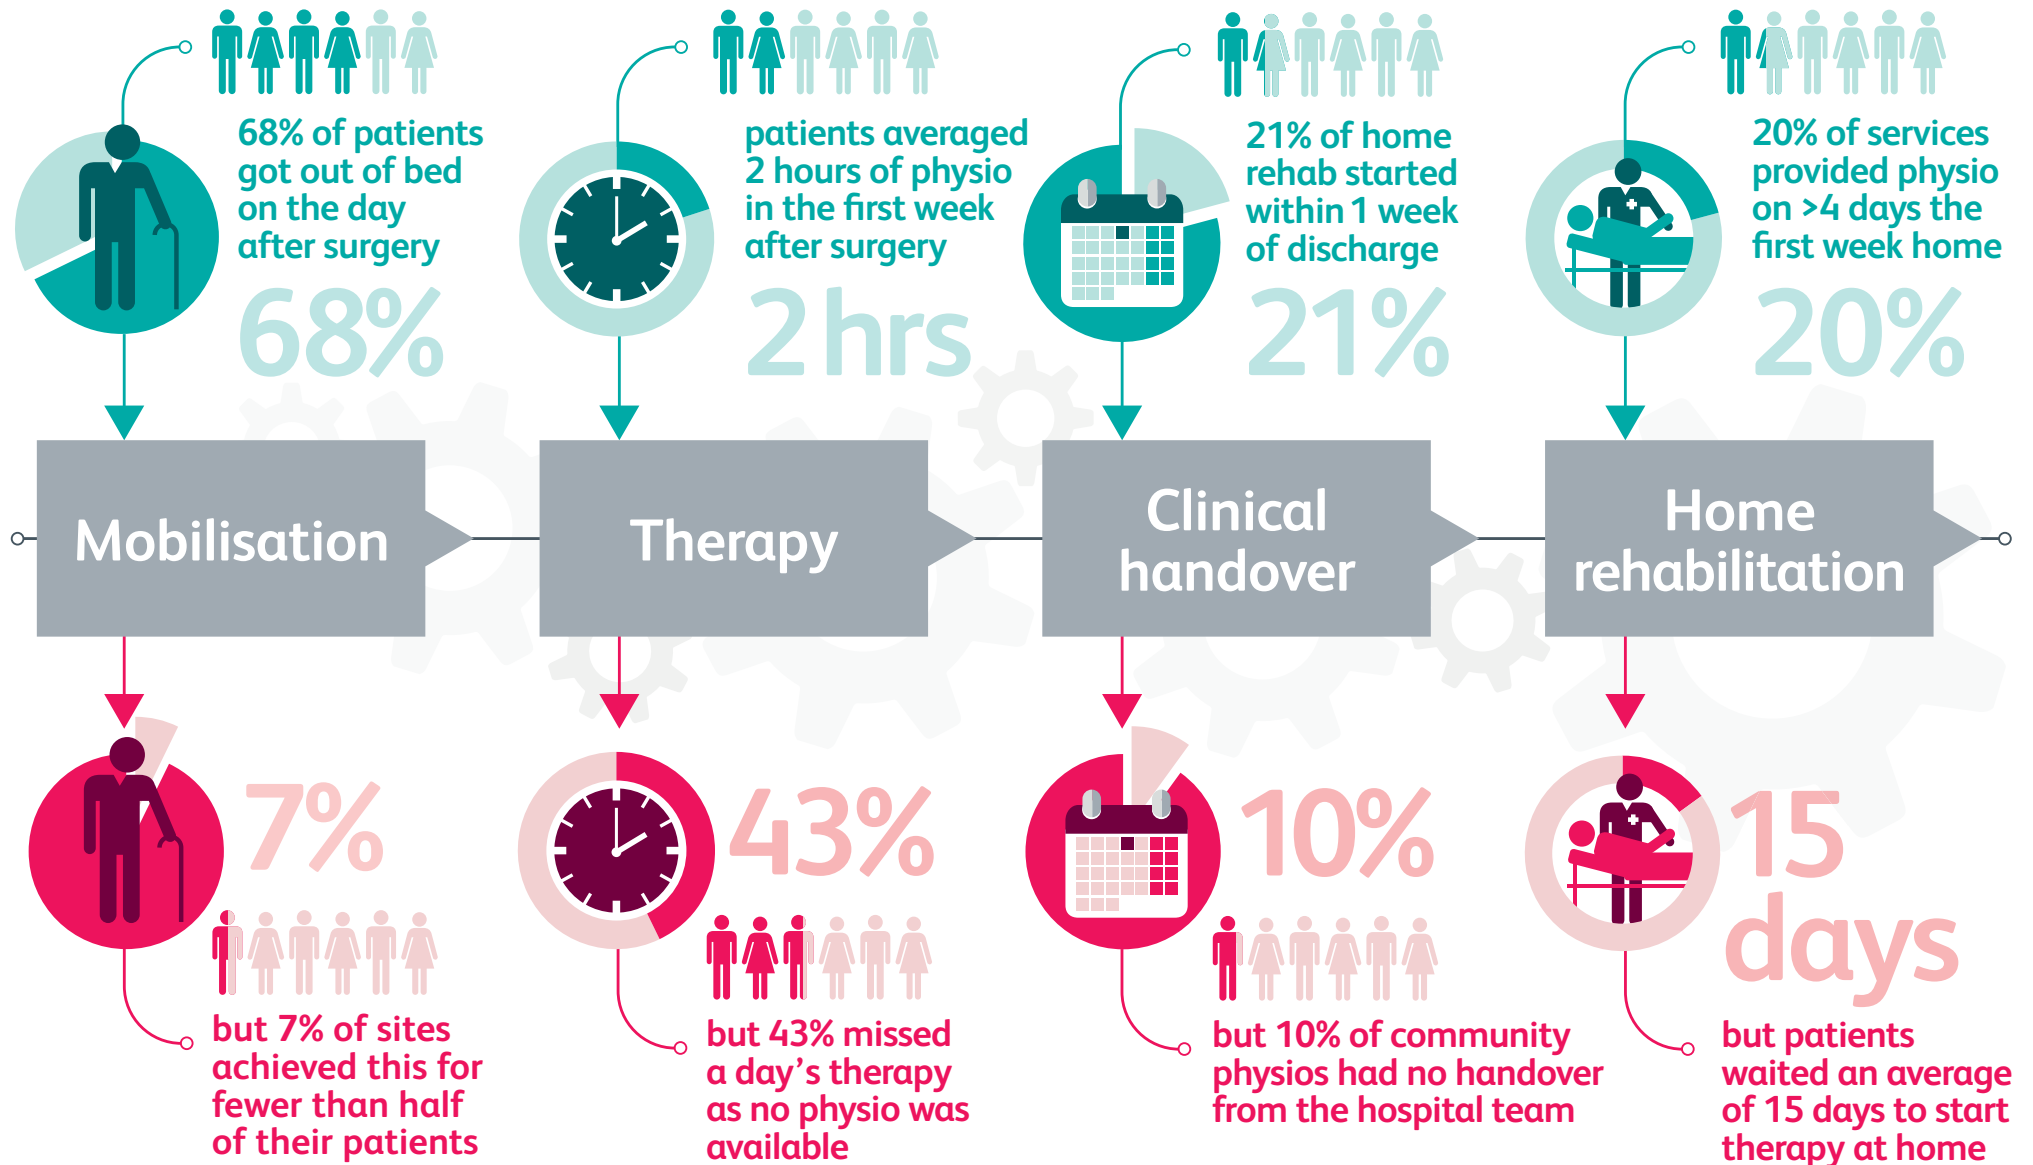 68% of patients
got out of bed
on the day
after surgery
68%
patients averaged
2 hours of physio
in the first week
after surgery
2 hrs
21% of home
rehab started
within 1 week
of discharge
21%
20% of services
provided physio
on >4 days the
first week home
20%
Mobilisation
Therapy
Clinical
handover
Home
rehabilitation
7%
but 7% of sites
achieved this for
fewer than half
of their patients
43%
but 43% missed
a day’s therapy
as no physio was
available
10%
but 10% of community
physios had no handover
from the hospital team
15
days
but patients
waited an average
of 15 days to start
therapy at home